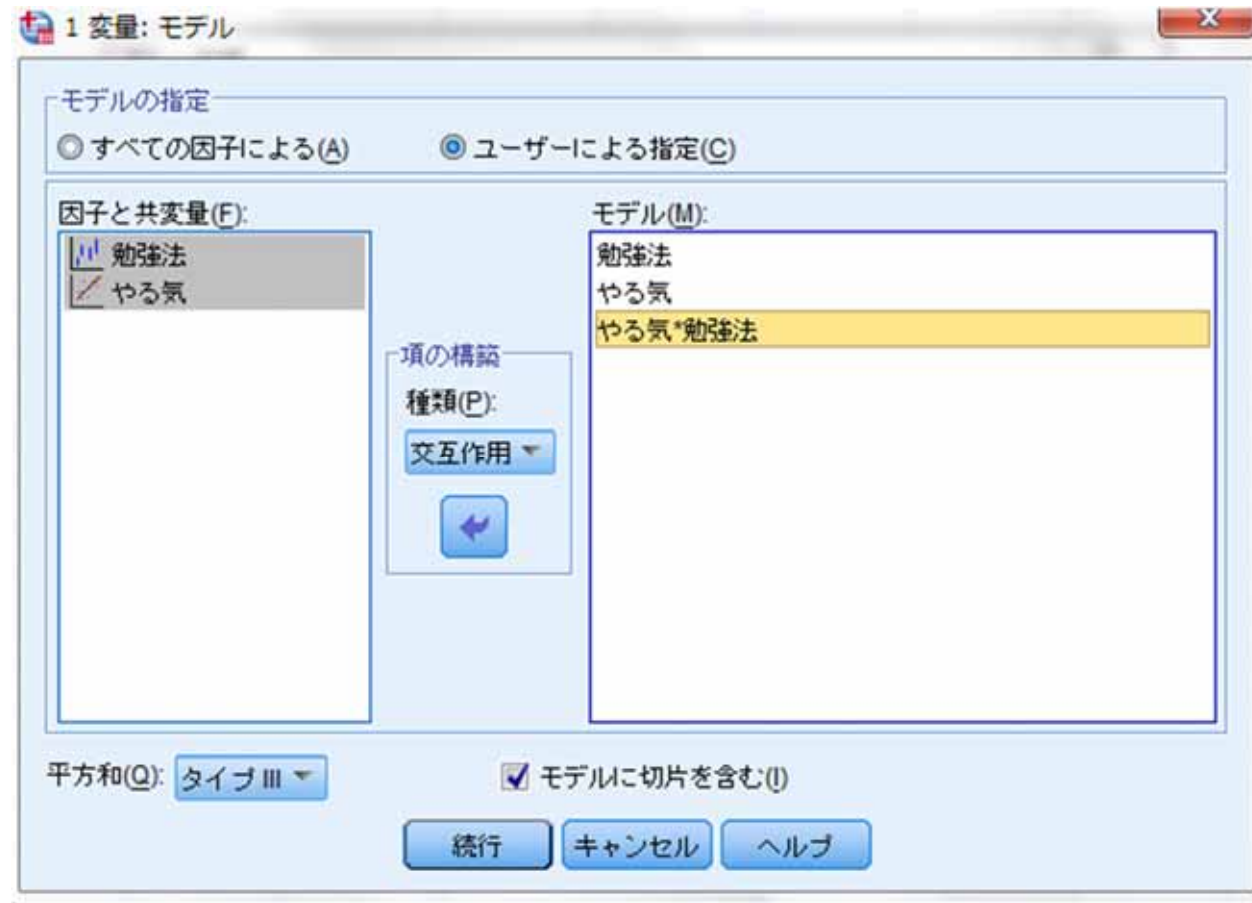 1 変量: モデル
モデルの指定
すべての因子による(A) ユーザーによる指定(C)
因子と共変量(F):
勉強法
やる気
項の構築
種類(P):
交互作用
モデル(M):
勉強法
やる気
やる気*勉強法
平方和(Q): タイプ III モデルに切片を含む(I)
続行 キャンセル ヘルプ